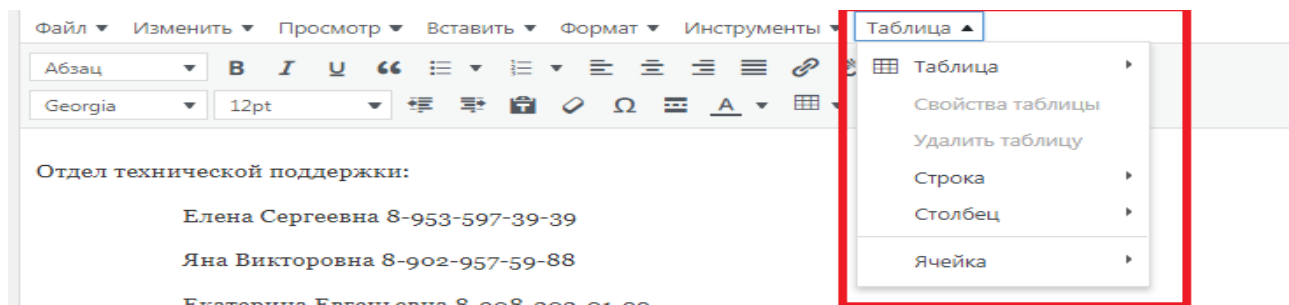 Файл Изменить Просмотр Вставить Формат Инструменты Таблица
Абзац B I U
Georgia 12pt Ω A
Таблица
Свойства таблицы
Удалить таблицу
Строка
Столбец
Ячейка
Отдел технической поддержки:
Елена Сергеевна 8-953-597-39-39
Яна Викторовна 8-902-957-59-88